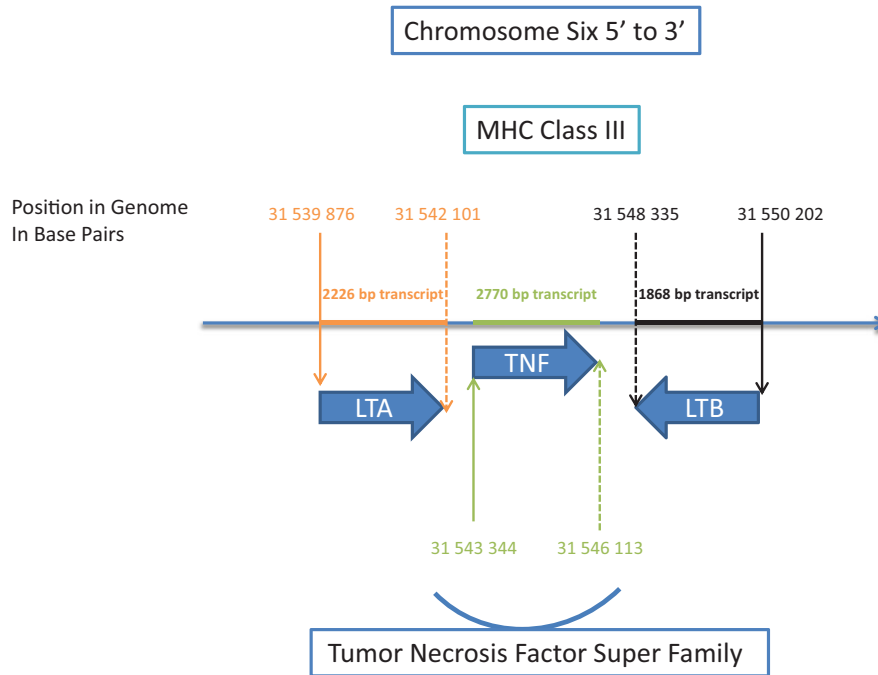 Chromosome Six 5’ to 3’
MHC Class III
Position in Genome
In Base Pairs
31 539 876 31 542 101 31 548 335 31 550 202
2226 bp transcript 2770 bp transcript 1868 bp transcript
TNF
LTA LTB
31 543 344 31 546 113
Tumor Necrosis Factor Super Family